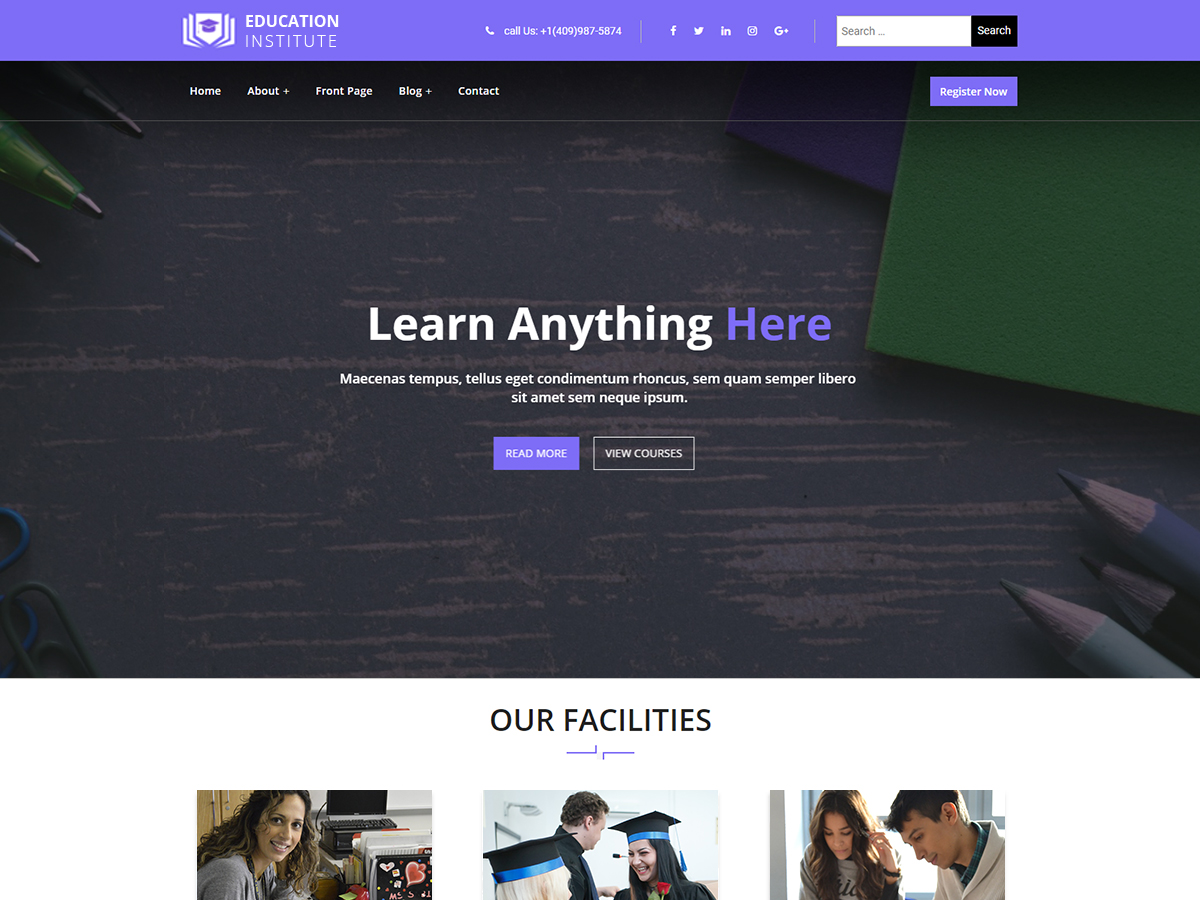 EDUCATION
INSTITUTE
call Us: +1(409)987-5874
Search ...
Search
Home
About +
Front Page
Blog +
Contact
Register Now
Learn Anything Here
Maecenas tempus, tellus eget condimentum rhoncus, sem quam semper libero
sit amet sem neque ipsum.
READ MORE
VIEW COURSES
OUR FACILITIES